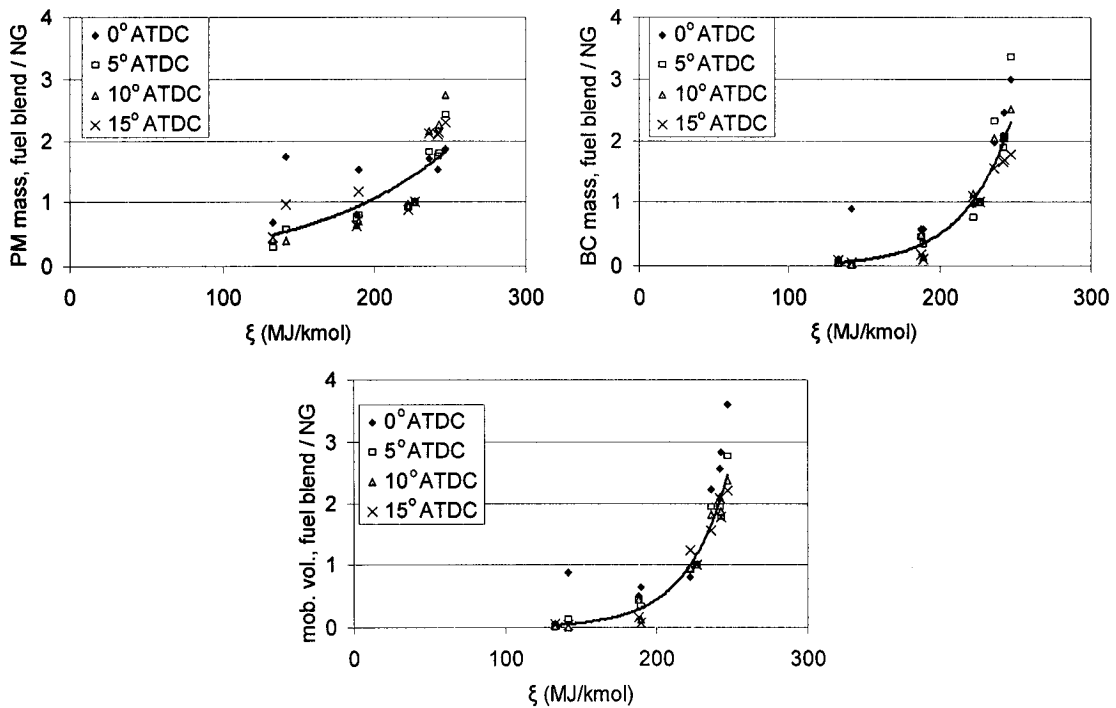 PM mass, fuel blend / NG
4
3
2
1
0
0° ATDC
5° ATDC
10° ATDC
15° ATDC
0
100
200
300
ξ (MJ/kmol)
BC mass, fuel blend / NG
4
3
2
1
0
0° ATDC
5° ATDC
10° ATDC
15° ATDC
0
100
200
300
ξ (MJ/kmol)
mob. vol., fuel blend / NG
4
3
2
1
0
0° ATDC
5° ATDC
10° ATDC
15° ATDC
0
100
200
300
ξ (MJ/kmol)